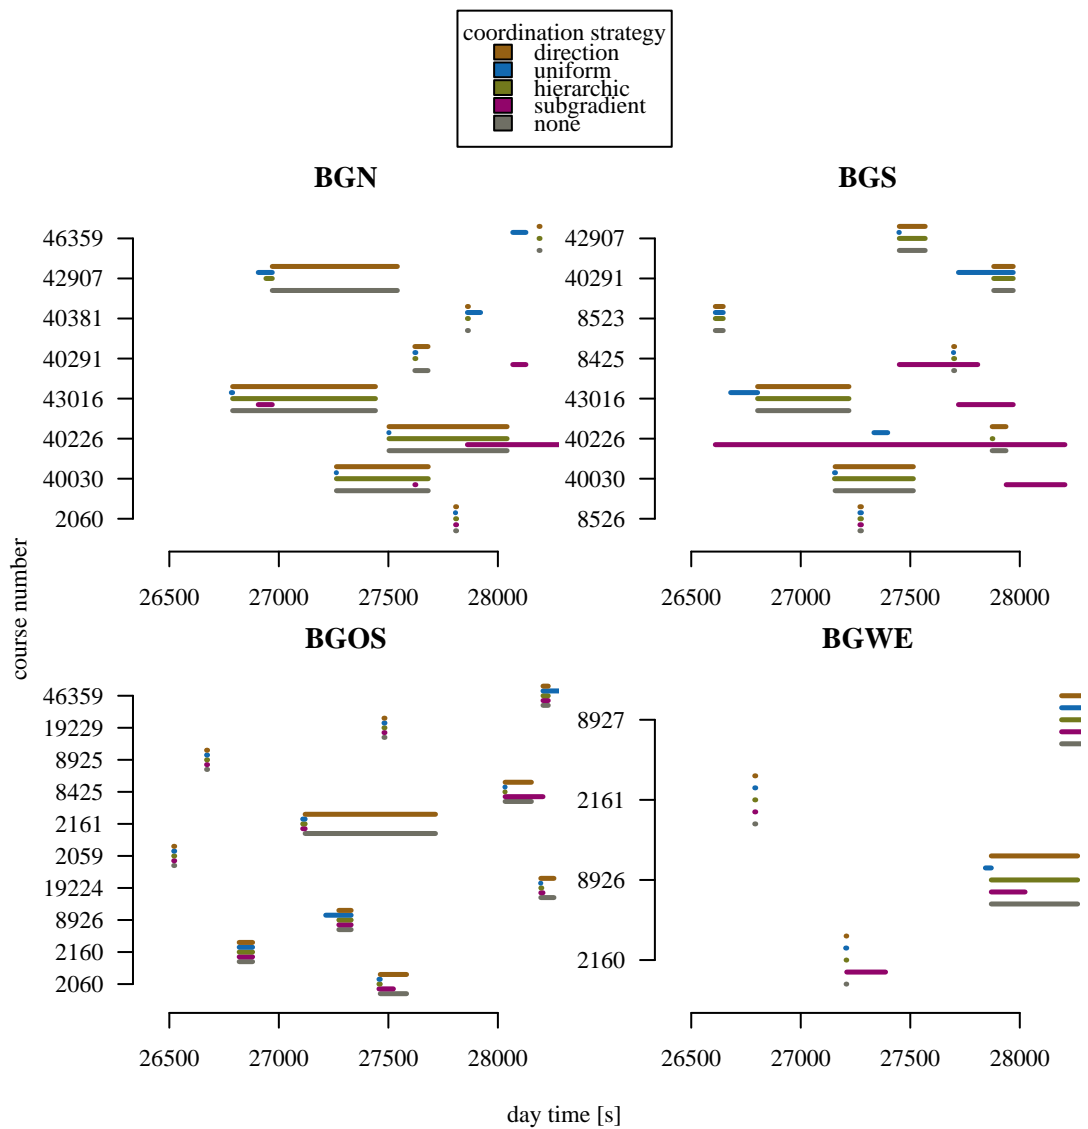 coordination strategy
direction
uniform
hierarchic
subgradient
none
BGN
46359
42907
40381
40291
43016
40226
40030
2060
26500 27000 27500 28000
BGS
42907
40291
8523
8425
43016
40226
40030
8526
26500 27000 27500 28000
course number
BGOS
46359
19229
8925
8425
2161
2059
19224
8926
2160
2060
26500 27000 27500 28000
BGWE
8927
2161
8926
2160
26500 27000 27500 28000
day time [s]